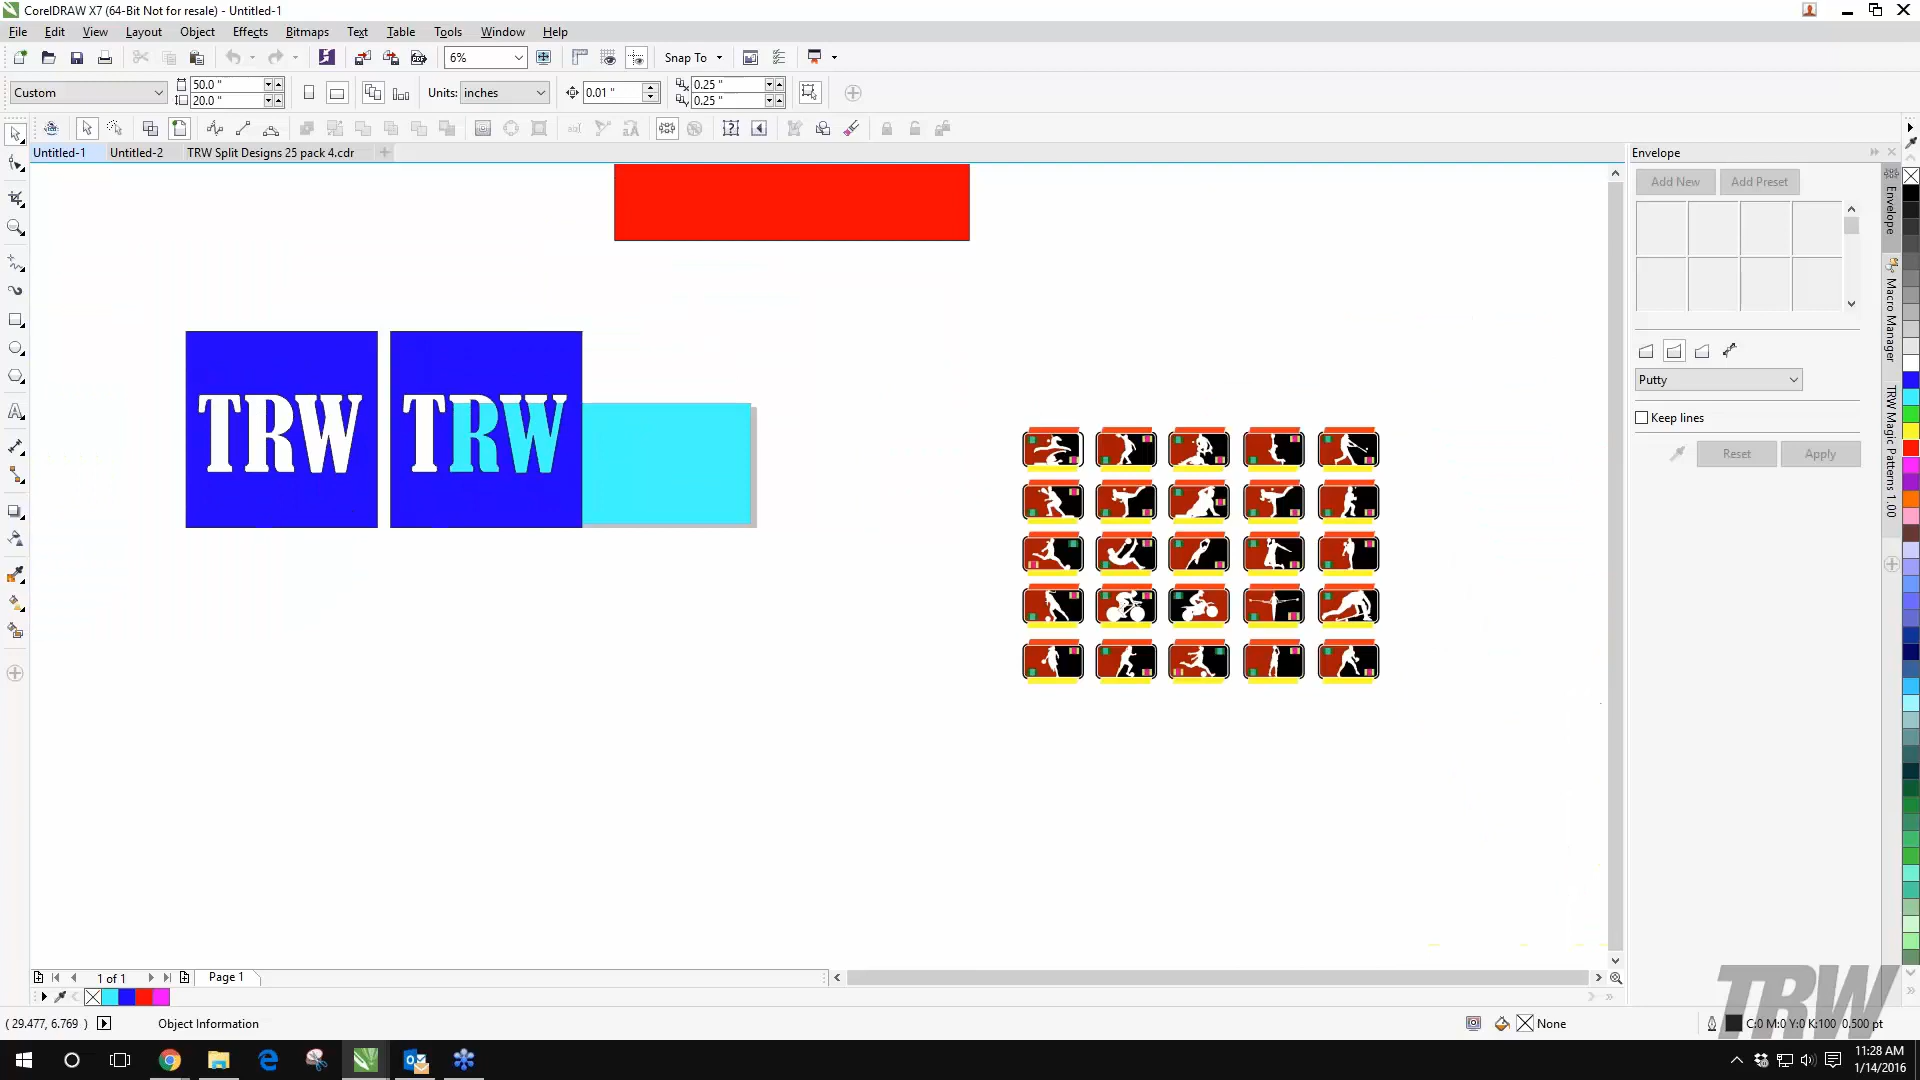 CorelDRAW X7 (64-Bit Not for resale) - Untitled-1
File Edit View Layout Object Effects Bitmaps Text Table Tools Window Help
6% Snap To
Custom 50.0 " Units: inches 0.01 " 0.25 "
20.0 " 0.25 "
Untitled-1 Untitled-2 TRW Split Designs 25 pack 4.cdr
Envelope
Add New Add Preset
Putty
Keep lines
Reset Apply
Envelope
Macro Manager
TRW Magic Patterns 1.00
TRW TRW
1 of 1 Page 1
( 29.477, 6.769 ) Object Information None C:0 M:0 Y:0 K:100 0.500 pt
TRW
11:28 AM
1/14/2016